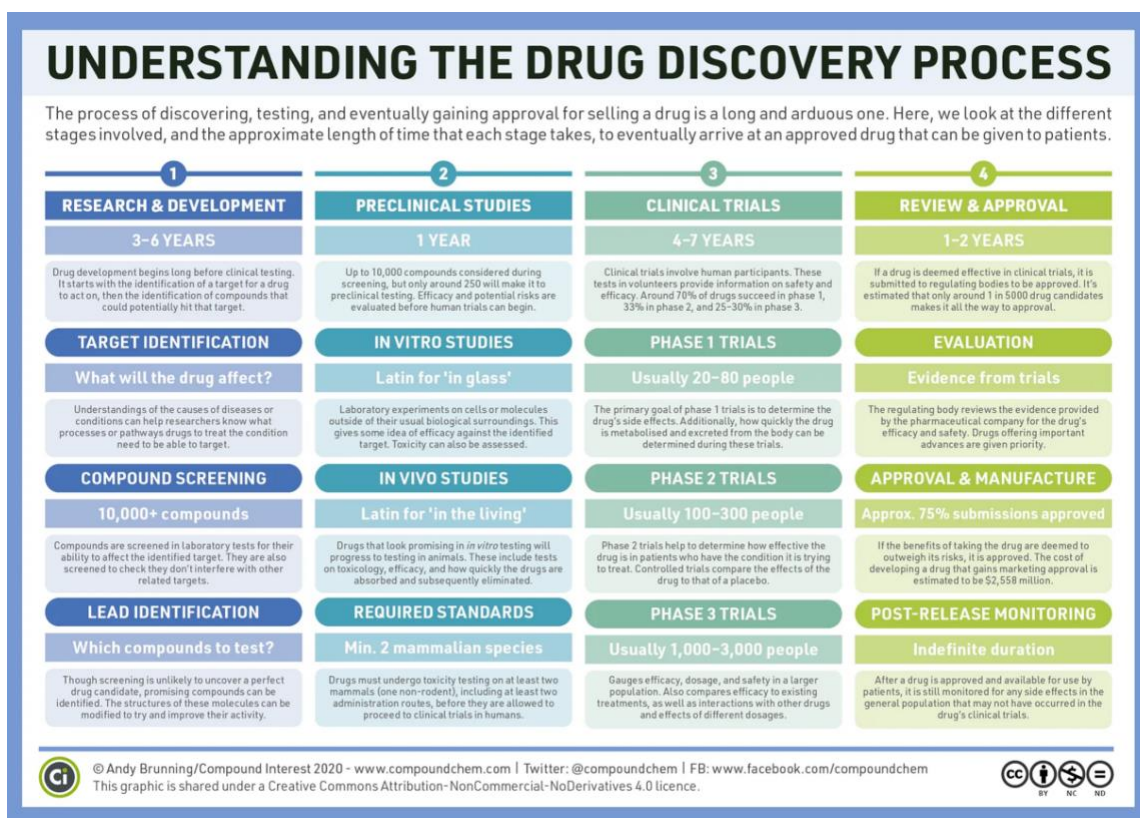 UNDERSTANDING THE DRUG DISCOVERY PROCESS
The process of discovering, testing, and eventually gaining approval for selling a drug is a long and arduous one. Here, we look at the different
stages involved, and the approximate length of time that each stage takes, to eventually arrive at an approved drug that can be given to patients.
1
RESEARCH & DEVELOPMENT
3–6 YEARS
Drug development begins long before clinical testing.
It starts with the identification of a target for a drug
to act on, then the identification of compounds that
could potentially hit that target.
TARGET IDENTIFICATION
What will the drug affect?
Understandings of the causes of diseases or
conditions can help researchers know what
processes or pathways drugs to treat the condition
need to be able to target.
COMPOUND SCREENING
10,000+ compounds
Compounds are screened in laboratory tests for their
ability to affect the identified target. They are also
screened to check they don't interfere with other
related targets.
LEAD IDENTIFICATION
Which compounds to test?
Though screening is unlikely to uncover a perfect
drug candidate, promising compounds can be
identified. The structures of these molecules can be
modified to try and improve their activity.
2
PRECLINICAL STUDIES
1 YEAR
Up to 10,000 compounds considered during
screening, but only around 250 will make it to
preclinical testing. Efficacy and potential risks are
evaluated before human trials can begin.
IN VITRO STUDIES
Latin for 'in glass'
Laboratory experiments on cells or molecules
outside of their usual biological surroundings. This
gives some idea of efficacy against the identified
target. Toxicity can also be assessed.
IN VIVO STUDIES
Latin for 'in the living'
Drugs that look promising in in vitro testing will
progress to testing in animals. These include tests
on toxicology, efficacy, and how quickly the drugs are
absorbed and subsequently eliminated.
REQUIRED STANDARDS
Min. 2 mammalian species
Drugs must undergo toxicity testing on at least two
mammals (one non-rodent), including at least two
administration routes, before they are allowed to
proceed to clinical trials in humans.
3
CLINICAL TRIALS
4–7 YEARS
Clinical trials involve human participants. These
tests in volunteers provide information on safety and
efficacy. Around 70% of drugs succeed in phase 1,
33% in phase 2, and 25–30% in phase 3.
PHASE 1 TRIALS
Usually 20–80 people
The primary goal of phase 1 trials is to determine the
drug's side effects. Additionally, how quickly the drug
is metabolised and excreted from the body can be
determined during these trials.
PHASE 2 TRIALS
Usually 100–300 people
Phase 2 trials help to determine how effective the
drug is in patients who have the condition it is trying
to treat. Controlled trials compare the effects of the
drug to that of a placebo.
PHASE 3 TRIALS
Usually 1,000–3,000 people
Gauges efficacy, dosage, and safety in a larger
population. Also compares efficacy to existing
treatments, as well as interactions with other drugs
and effects of different dosages.
4
REVIEW & APPROVAL
1–2 YEARS
If a drug is deemed effective in clinical trials, it is
submitted to regulating bodies to be approved. It's
estimated that only around 1 in 5000 drug candidates
makes it all the way to approval.
EVALUATION
Evidence from trials
The regulating body reviews the evidence provided
by the pharmaceutical company for the drug's
efficacy and safety. Drugs offering important
advances are given priority.
APPROVAL & MANUFACTURE
Approx. 75% submissions approved
If the benefits of taking the drug are deemed to
outweigh its risks, it is approved. The cost of
developing a drug that gains marketing approval is
estimated to be $2,558 million.
POST-RELEASE MONITORING
Indefinite duration
After a drug is approved and available for use by
patients, it is still monitored for any side effects in the
general population that may not have occurred in the
drug's clinical trials.
Ci
© Andy Brunning/Compound Interest 2020 - www.compoundchem.com | Twitter: @compoundchem | FB: www.facebook.com/compoundchem
This graphic is shared under a Creative Commons Attribution-NonCommercial-NoDerivatives 4.0 licence.
cc
BY NC ND